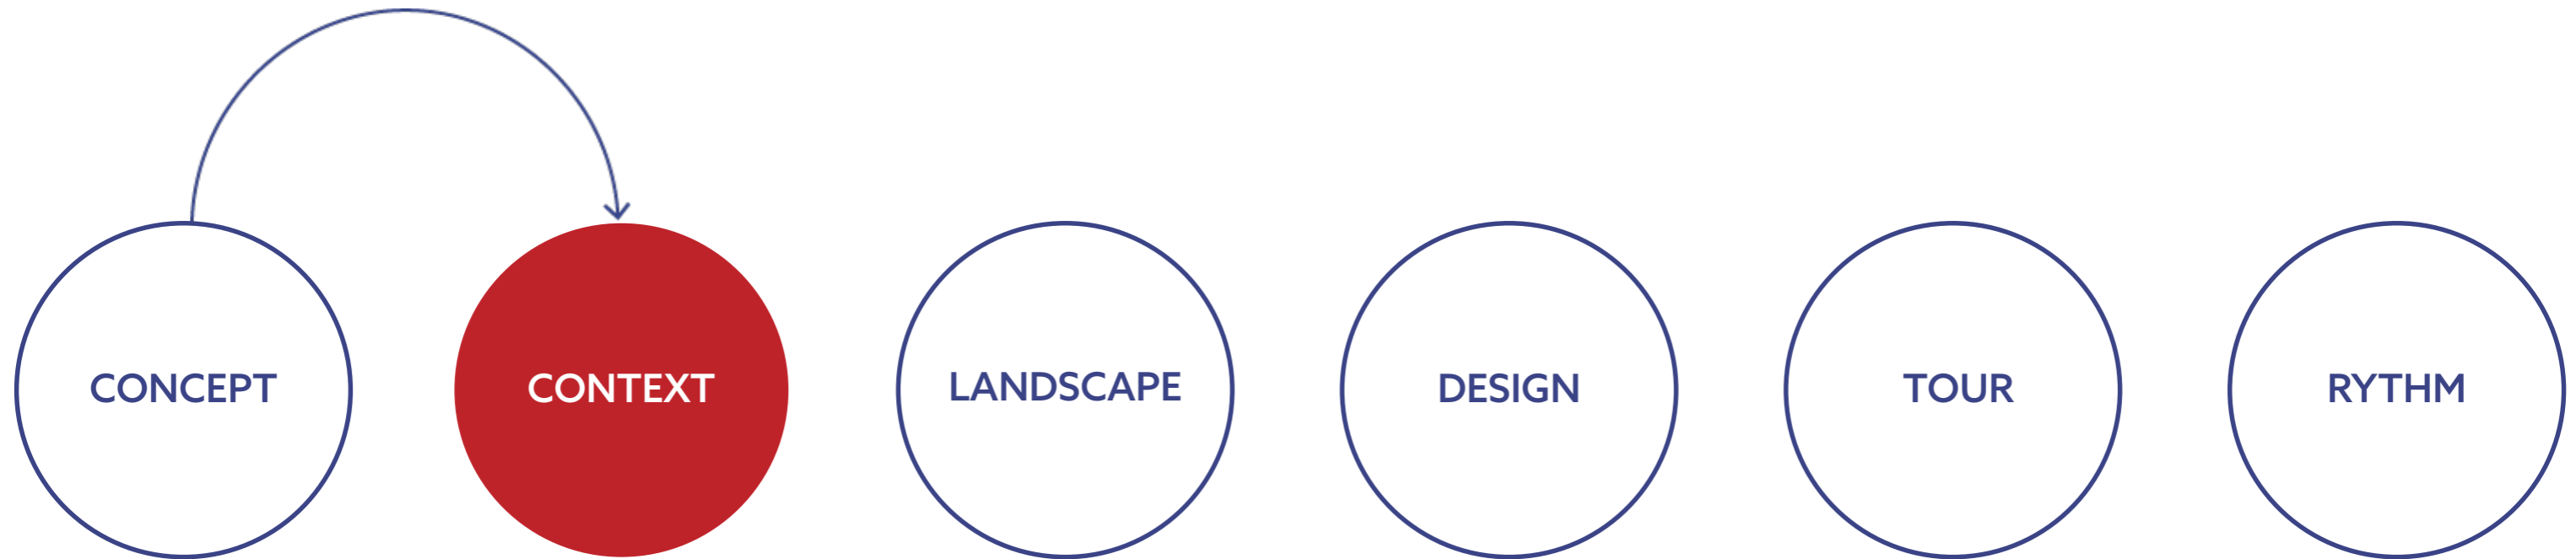 CONCEPT
CONTEXT
LANDSCAPE
DESIGN
TOUR
RYTHM